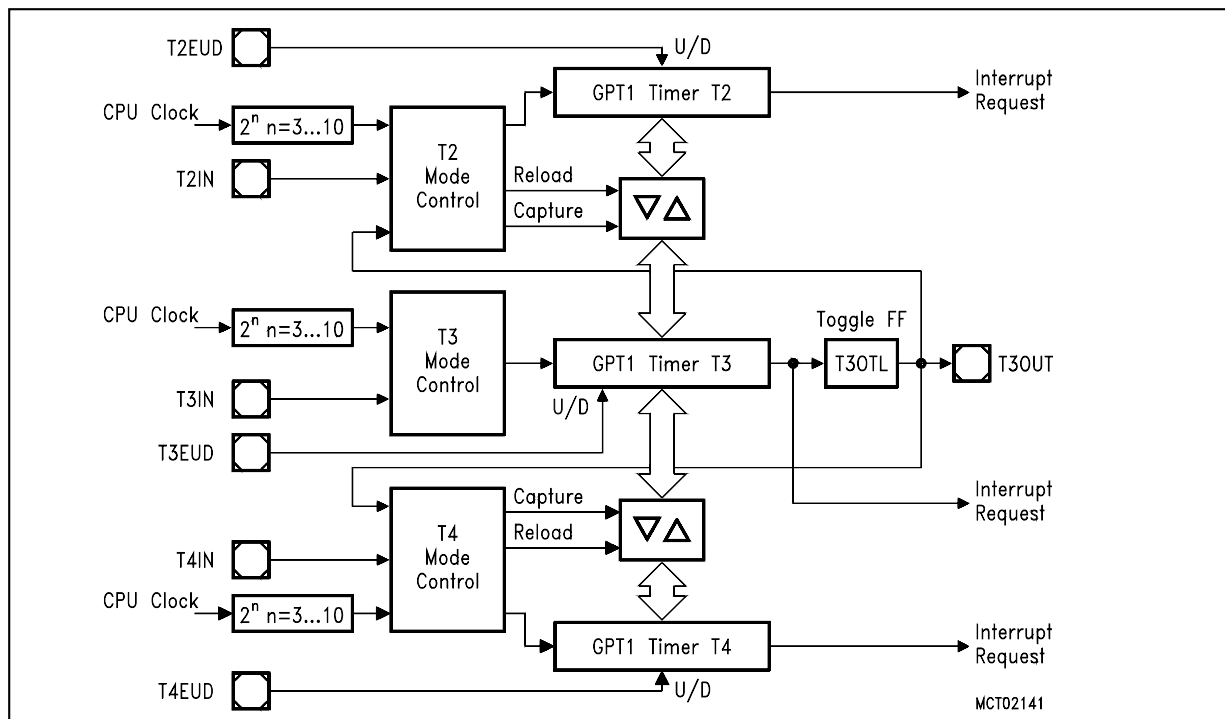 T2EUD
U/D
GPT1 Timer T2
Interrupt
Request
CPU Clock
2ⁿ n=3...10
T2
Mode
Control
T2IN
Reload
Capture
CPU Clock
2ⁿ n=3...10
T3
Mode
Control
GPT1 Timer T3
Toggle FF
T3OTL
T3OUT
T3IN
U/D
T3EUD
Interrupt
Request
Capture
Reload
T4
Mode
Control
T4IN
CPU Clock
2ⁿ n=3...10
GPT1 Timer T4
Interrupt
Request
T4EUD
U/D
MCT02141